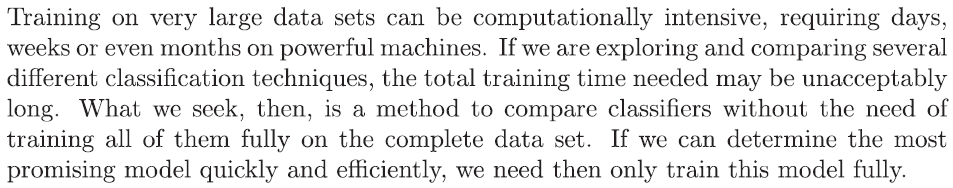 Training on very large data sets can be computationally intensive, requiring days,
weeks or even months on powerful machines. If we are exploring and comparing several
different classification techniques, the total training time needed may be unacceptably
long. What we seek, then, is a method to compare classifiers without the need of
training all of them fully on the complete data set. If we can determine the most
promising model quickly and efficiently, we need then only train this model fully.